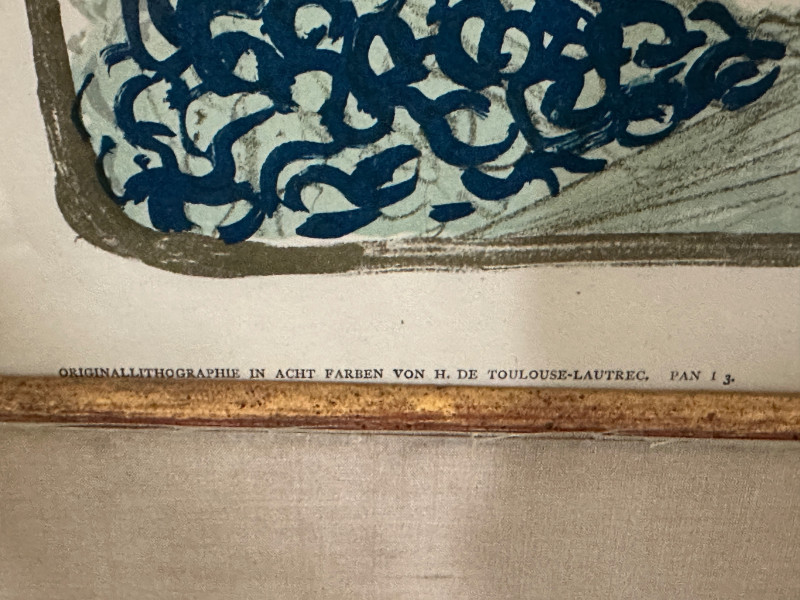 ORIGINALLITHOGRAPHIE IN ACHT FARBEN VON H. DE TOULOUSE-LAUTREC. PAN I 3.